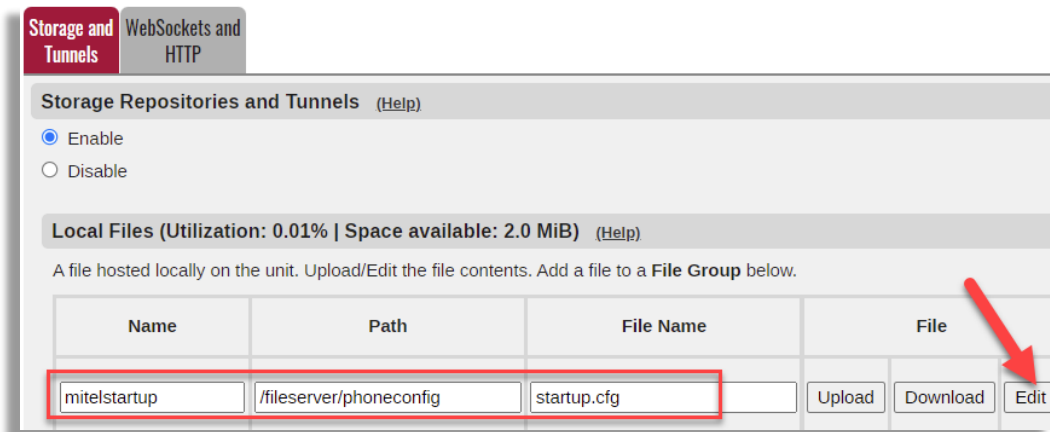 Storage and Tunnels
WebSockets and HTTP
Storage Repositories and Tunnels (Help)
Enable
Disable
Local Files (Utilization: 0.01% | Space available: 2.0 MiB) (Help)
A file hosted locally on the unit. Upload/Edit the file contents. Add a file to a File Group below.
Name Path File Name File
mitelstartup /fileserver/phoneconfig startup.cfg Upload Download Edit